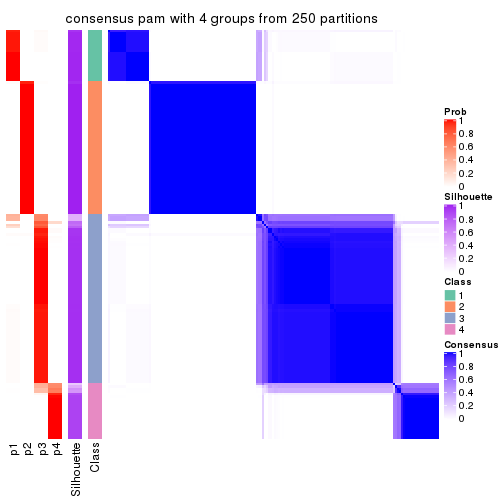 consensus pam with 4 groups from 250 partitions
Prob
1
0.8
0.6
0.4
0.2
0
Silhouette
1
0.8
0.6
0.4
0.2
0
Class
1
2
3
4
Consensus
1
0.8
0.6
0.4
0.2
0
p1
p2
p3
p4
Silhouette
Class